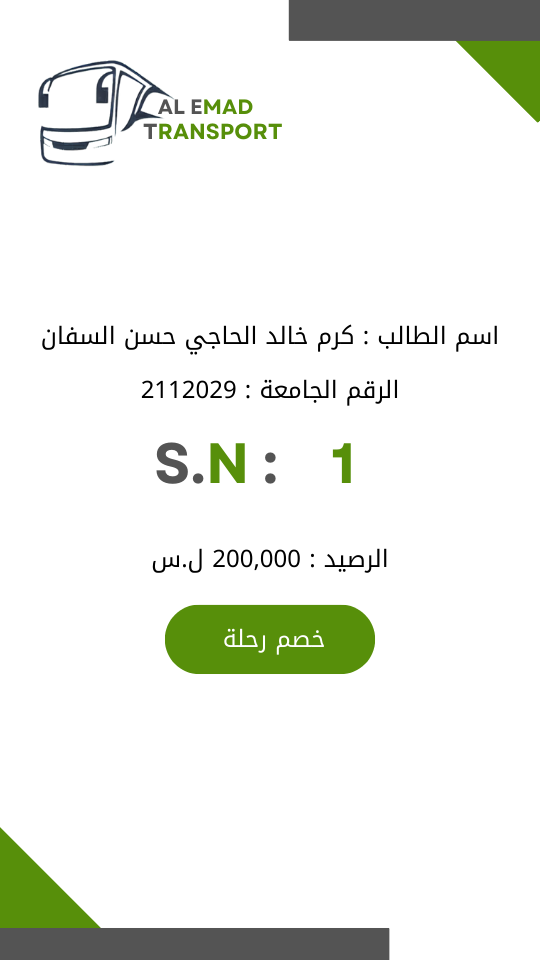 AL EMAD
TRANSPORT
اسم الطالب : كرم خالد الحاجي حسن السفان
الرقم الجامعة : 2112029
S.N : 1
الرصيد : 200,000 ل.س
خصم رحلة